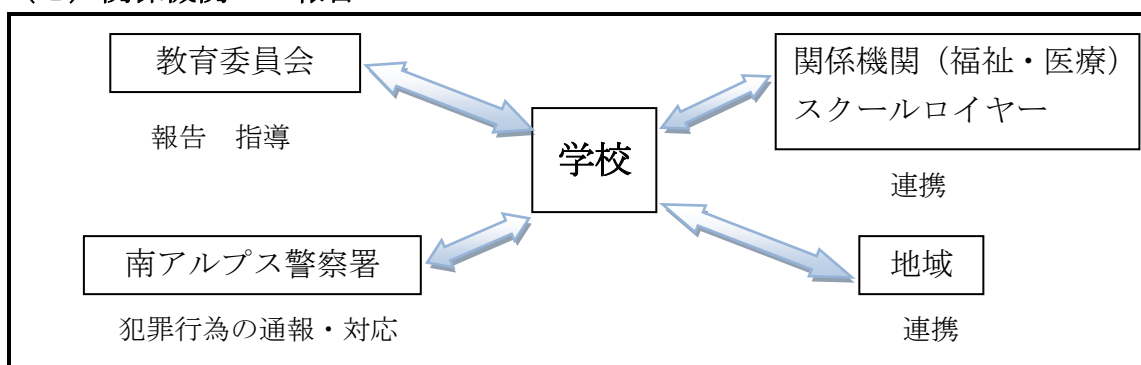 教育委員会
報告　指導
関係機関（福祉・医療）
スクールロイヤー
連携
学校
南アルプス警察署
犯罪行為の通報・対応
地域
連携